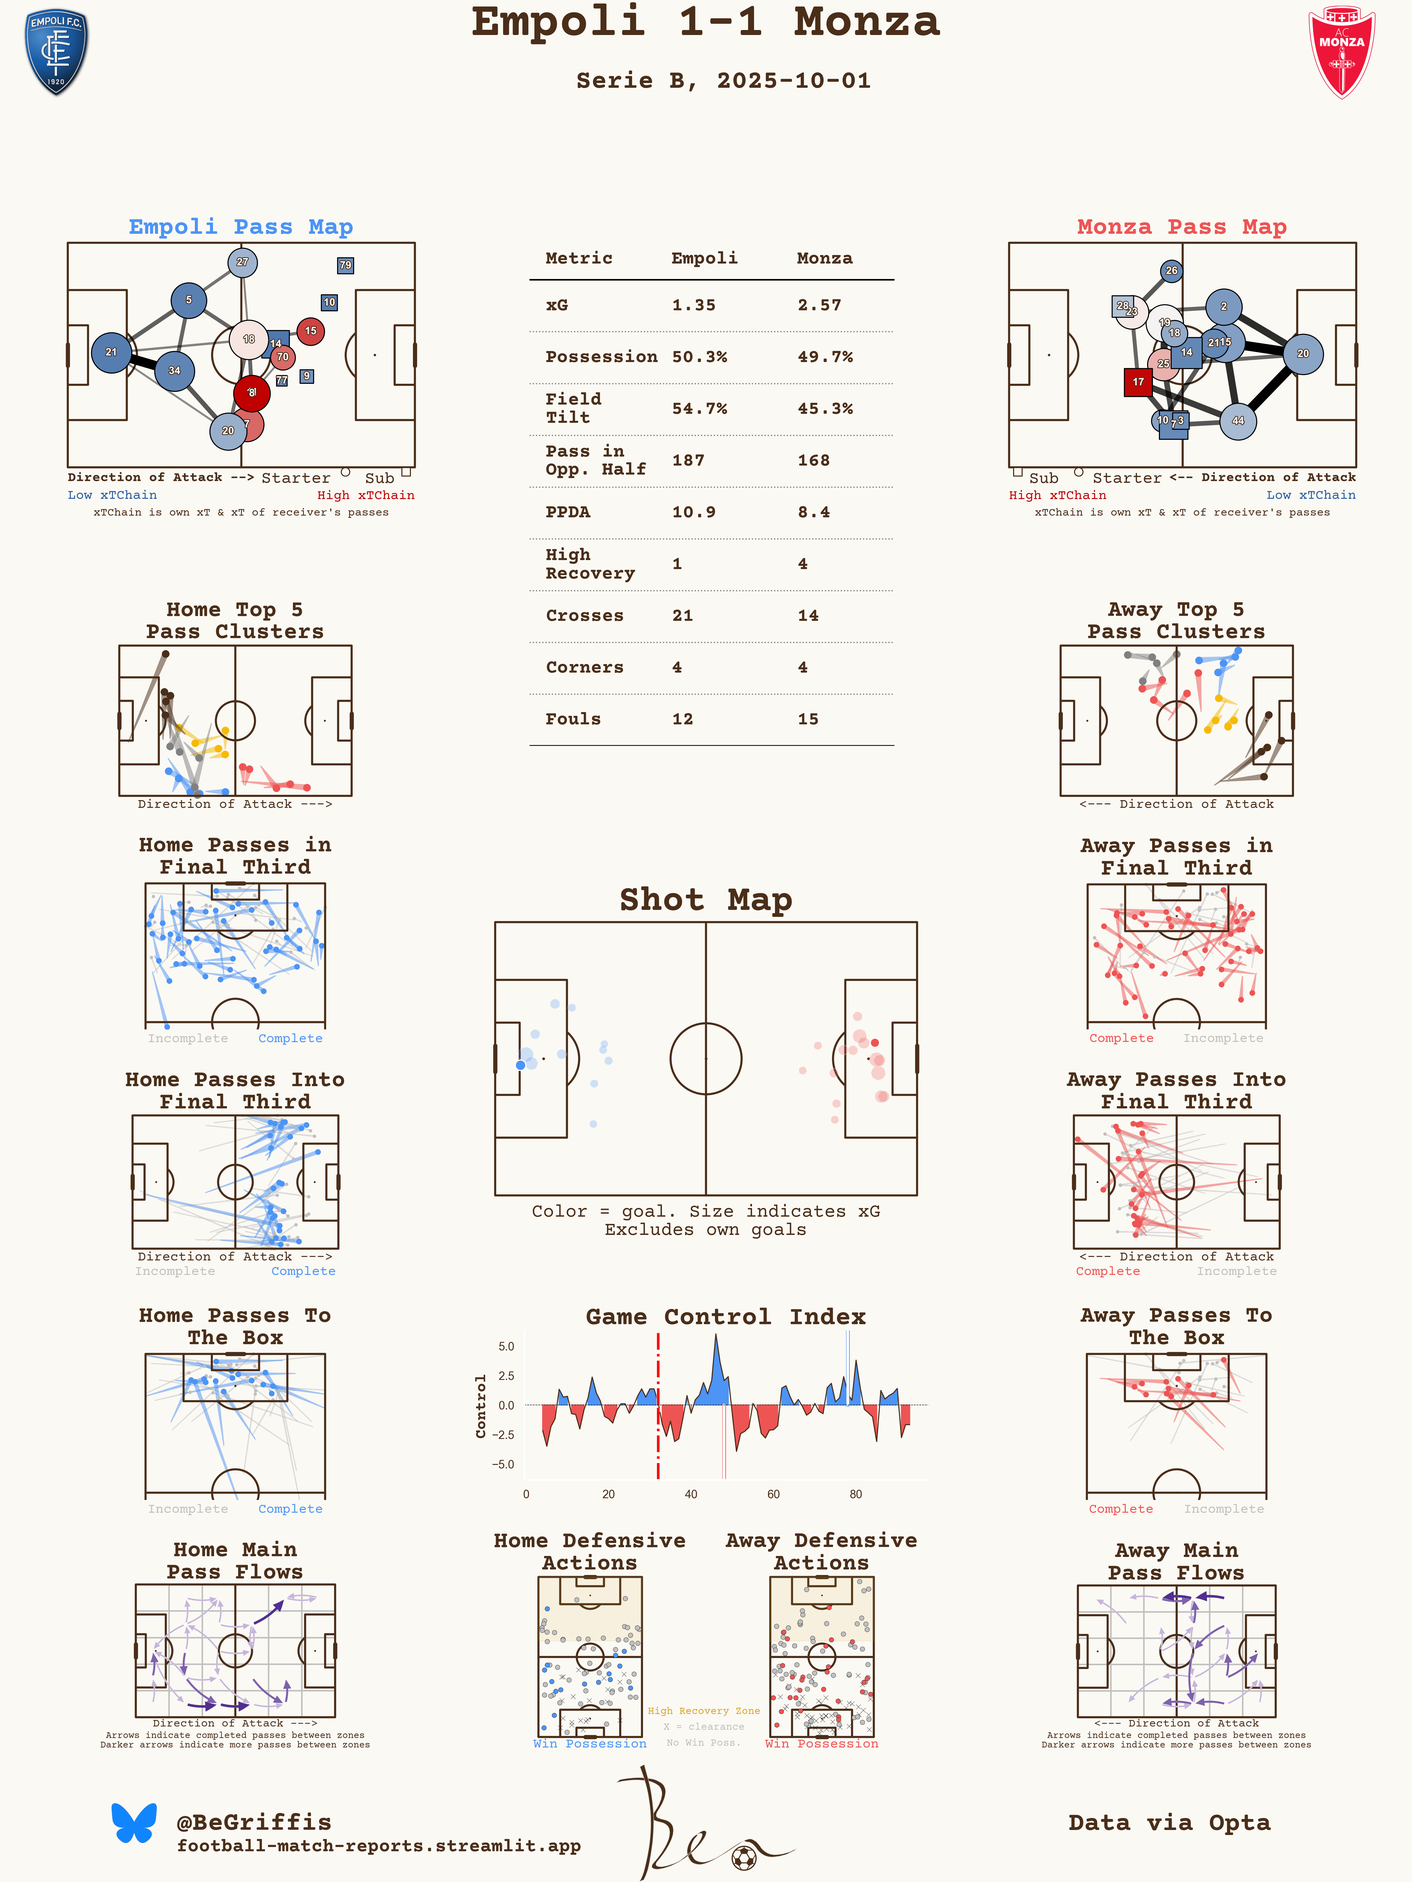 Empoli 1-1 Monza
Serie B, 2025-10-01
EMPOLI F.C.
1920
AC
MONZA
Empoli Pass Map
27
79
5
10
15
18
14
21
70
34
77
9
8
7
20
Direction of Attack --> Starter Sub
Low xTChain High xTChain
xTChain is own xT & xT of receiver's passes
Metric Empoli Monza
xG 1.35 2.57
Possession 50.3% 49.7%
Field
Tilt 54.7% 45.3%
Pass in
Opp. Half 187 168
PPDA 10.9 8.4
High
Recovery 1 4
Crosses 21 14
Corners 4 4
Fouls 12 15
Monza Pass Map
26
28
23
2
19
18
21
15
14
20
25
17
10
7
3
44
Sub Starter <-- Direction of Attack
High xTChain Low xTChain
xTChain is own xT & xT of receiver's passes
Home Top 5
Pass Clusters
Direction of Attack --->
Away Top 5
Pass Clusters
<--- Direction of Attack
Home Passes in
Final Third
Incomplete Complete
Away Passes in
Final Third
Complete Incomplete
Shot Map
Color = goal. Size indicates xG
Excludes own goals
Home Passes Into
Final Third
Direction of Attack --->
Incomplete Complete
Away Passes Into
Final Third
<--- Direction of Attack
Complete Incomplete
Home Passes To
The Box
Incomplete Complete
Game Control Index
Control
5.0
2.5
0.0
−2.5
−5.0
0 20 40 60 80
Away Passes To
The Box
Complete Incomplete
Home Main
Pass Flows
Direction of Attack --->
Arrows indicate completed passes between zones
Darker arrows indicate more passes between zones
Home Defensive
Actions
Win Possession
Away Defensive
Actions
Win Possession
High Recovery Zone
X = clearance
No Win Poss.
Away Main
Pass Flows
<--- Direction of Attack
Arrows indicate completed passes between zones
Darker arrows indicate more passes between zones
@BeGriffis
football-match-reports.streamlit.app
Ben
Data via Opta